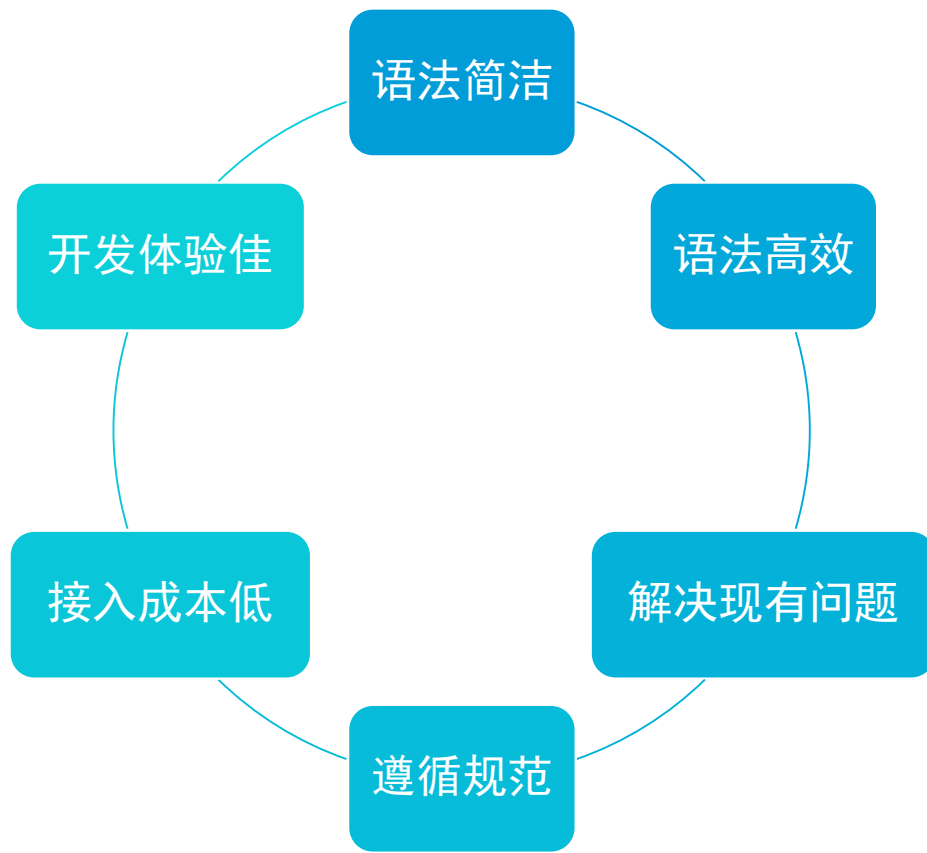 语法简洁
语法高效
解决现有问题
遵循规范
接入成本低
开发体验佳